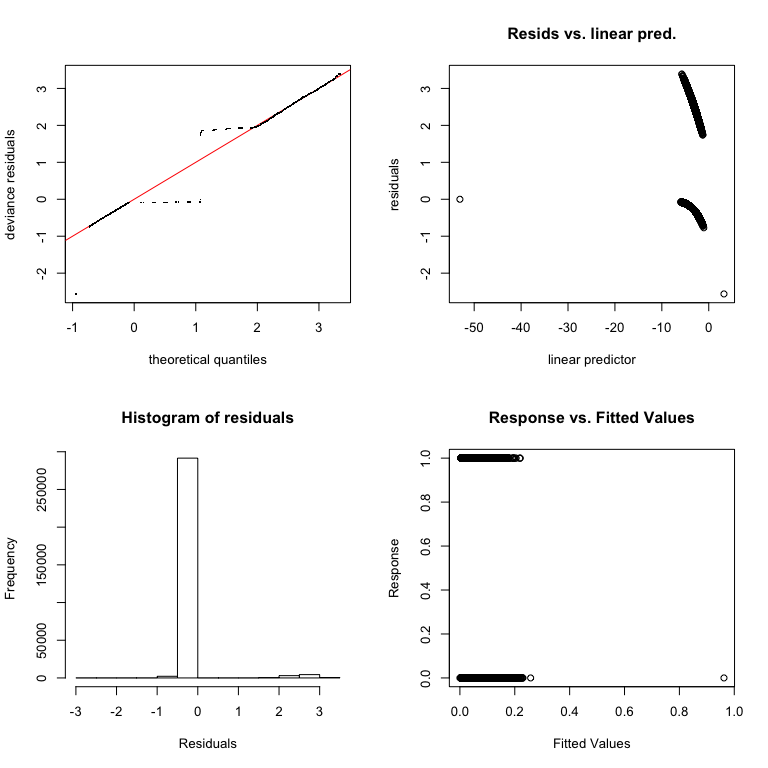 Resids vs. linear pred.
deviance residuals
3
2
1
0
-1
-2
-1 0 1 2 3
theoretical quantiles
residuals
3
2
1
0
-1
-2
-50 -40 -30 -20 -10 0
linear predictor
Histogram of residuals
Frequency
250000
150000
50000
0
-3 -2 -1 0 1 2 3
Residuals
Response vs. Fitted Values
Response
1.0
0.8
0.6
0.4
0.2
0.0
0.0 0.2 0.4 0.6 0.8 1.0
Fitted Values